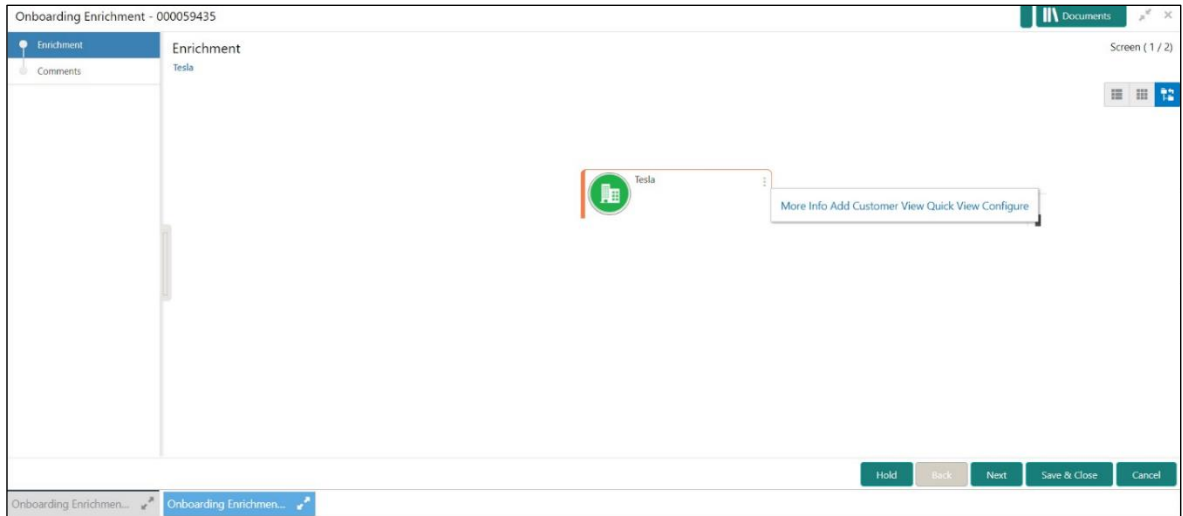 Onboarding Enrichment - 000059435
Documents
Enrichment
Comments
Enrichment
Screen ( 1 / 2)
Tesla
Tesla
More Info Add Customer View Quick View Configure
Hold Back Next Save & Close Cancel
Onboarding Enrichmen... Onboarding Enrichmen...